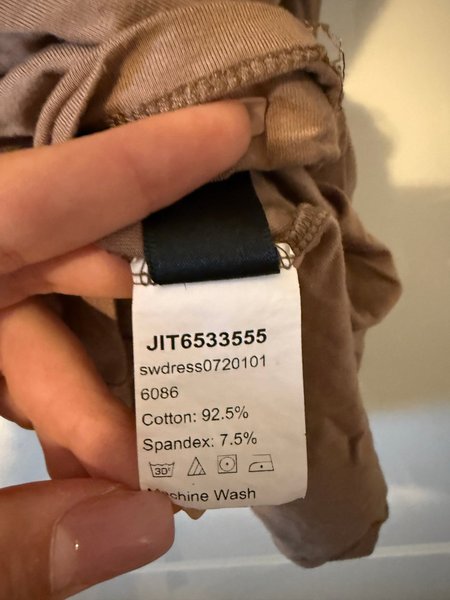 JIT6533555
swdress0720101
6086
Cotton: 92.5%
Spandex: 7.5%
30°
Machine Wash